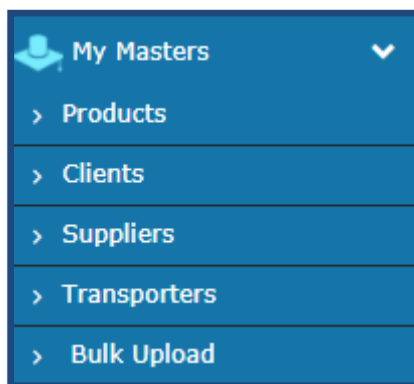 My Masters
Products
Clients
Suppliers
Transporters
Bulk Upload